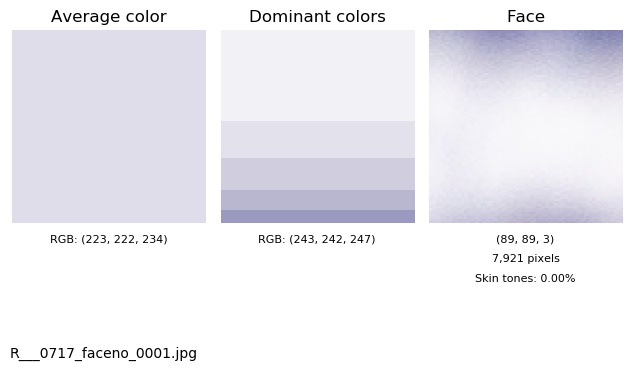 Average color
Dominant colors
Face
RGB: (223, 222, 234)
RGB: (243, 242, 247)
(89, 89, 3)
7,921 pixels
Skin tones: 0.00%
R___0717_faceno_0001.jpg